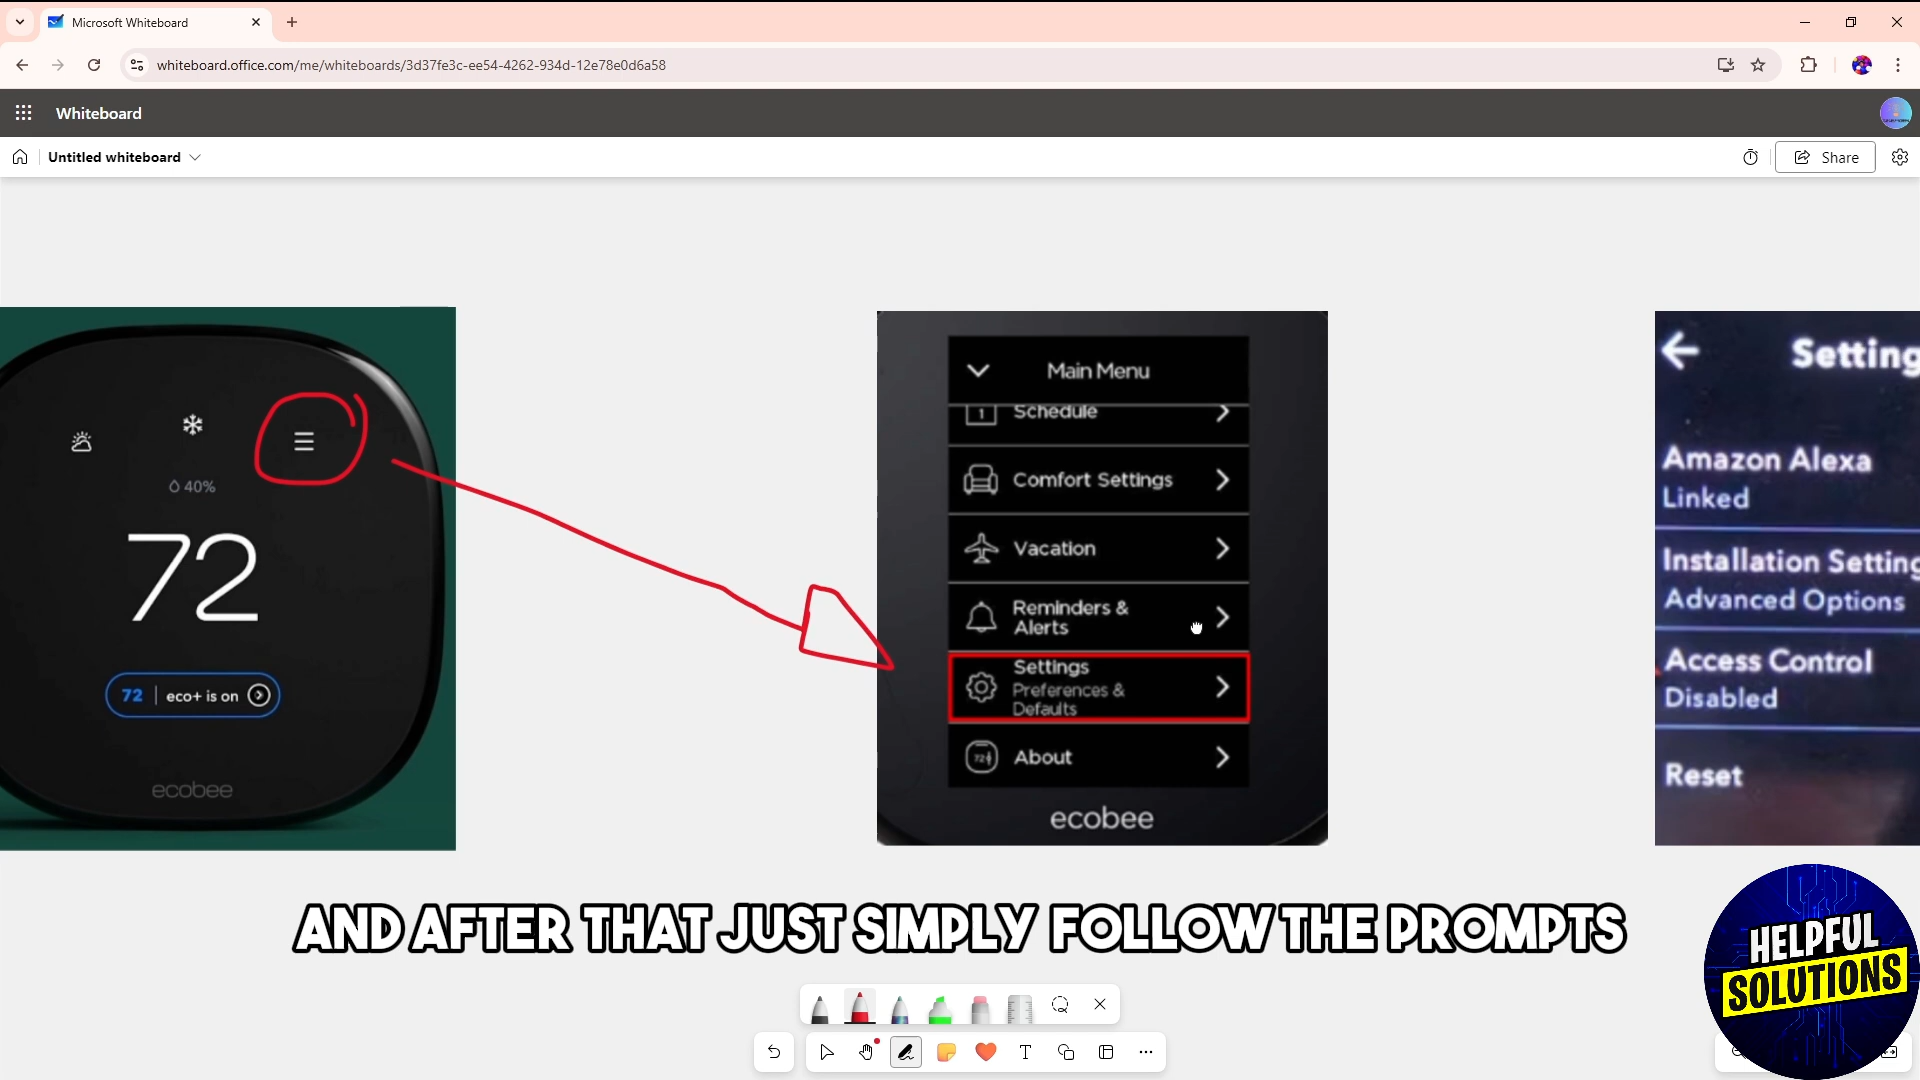 Microsoft Whiteboard
whiteboard.office.com/me/whiteboards/3d37fe3c-ee54-4262-934d-12e78e0d6a58
Whiteboard
Untitled whiteboard
Share
40%
72
72 | eco+ is on
ecobee
Main Menu
1 Schedule
Comfort Settings
Vacation
Reminders &
Alerts
Settings
Preferences &
Defaults
72 About
ecobee
Setting
Amazon Alexa
Linked
Installation Setting
Advanced Options
Access Control
Disabled
Reset
AND AFTER THAT JUST SIMPLY FOLLOW THE PROMPTS
HELPFUL
SOLUTIONS
T